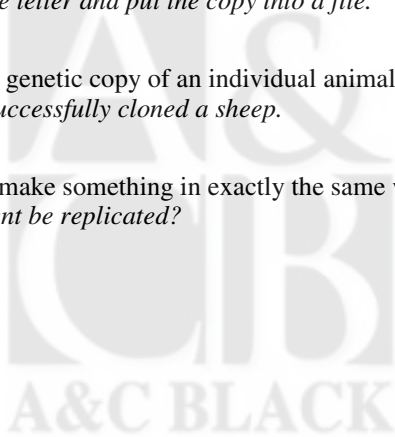 e letter and put the copy into a file.
genetic copy of an individual animal
uccessfully cloned a sheep.
make something in exactly the same
nt be replicated?
A&
CB
A&C BLACK